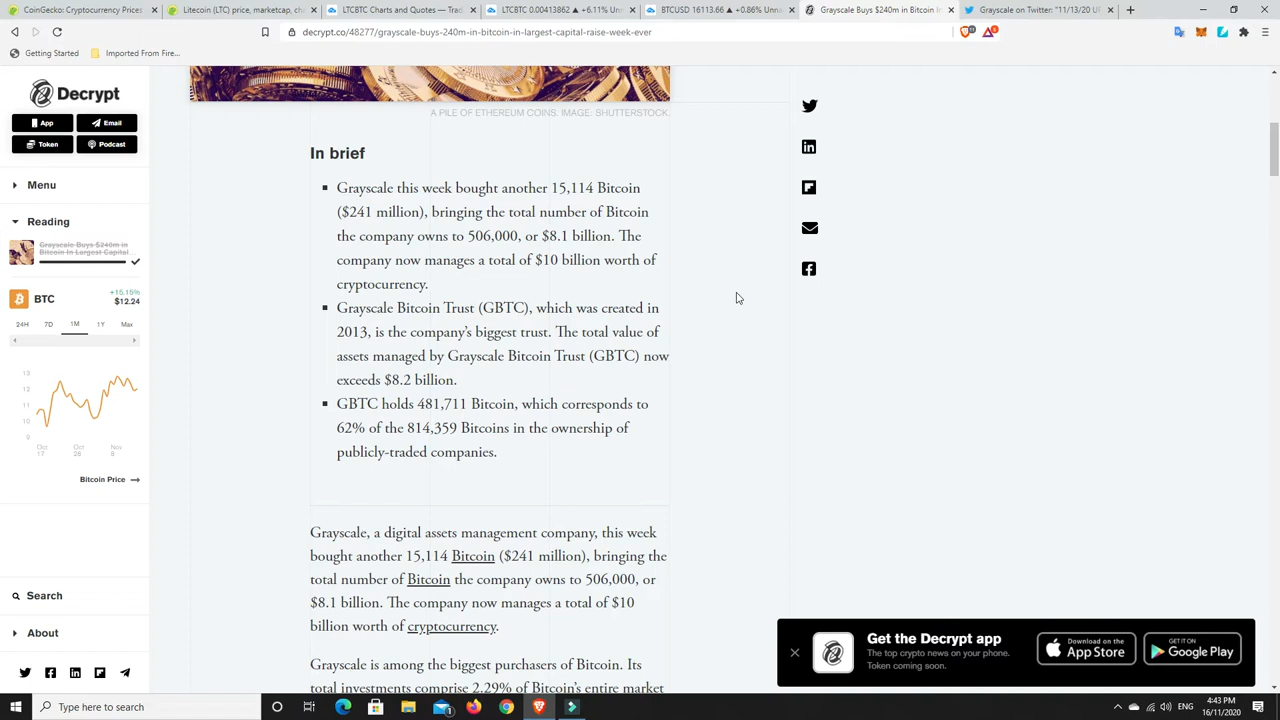 CoinGecko: Cryptocurrency Prices
Litecoin (LTC) price, marketcap, ch
LTCBTC Charts and Quotes — Trad
LTCBTC 0.00413862 ▲ +6.11% Unn
BTCUSD 16113.66 ▲ +0.86% Unnam
Grayscale Buys $240m in Bitcoin In
Grayscale on Twitter: "11/13/20 UP
decrypt.co/48277/grayscale-buys-240m-in-bitcoin-in-largest-capital-raise-week-ever
Getting Started
Imported From Fire...
Decrypt
App
Email
Token
Podcast
Menu
Reading
Grayscale Buys $240m in
Bitcoin In Largest Capital
BTC
+15.15%
$12.24
24H 7D 1M 1Y Max
13
12
11
10
9
Oct 17
Oct 28
Nov 8
Bitcoin Price
Search
About
A PILE OF ETHEREUM COINS. IMAGE: SHUTTERSTOCK.
In brief
Grayscale this week bought another 15,114 Bitcoin
($241 million), bringing the total number of Bitcoin
the company owns to 506,000, or $8.1 billion. The
company now manages a total of $10 billion worth of
cryptocurrency.
Grayscale Bitcoin Trust (GBTC), which was created in
2013, is the company's biggest trust. The total value of
assets managed by Grayscale Bitcoin Trust (GBTC) now
exceeds $8.2 billion.
GBTC holds 481,711 Bitcoin, which corresponds to
62% of the 814,359 Bitcoins in the ownership of
publicly-traded companies.
Grayscale, a digital assets management company, this week
bought another 15,114 Bitcoin ($241 million), bringing the
total number of Bitcoin the company owns to 506,000, or
$8.1 billion. The company now manages a total of $10
billion worth of cryptocurrency.
Grayscale is among the biggest purchasers of Bitcoin. Its
total investments comprise 2.29% of Bitcoin's entire market
Get the Decrypt app
The top crypto news on your phone.
Token coming soon.
Download on the
App Store
GET IT ON
Google Play
Type here to search
ENG
4:43 PM
16/11/2020